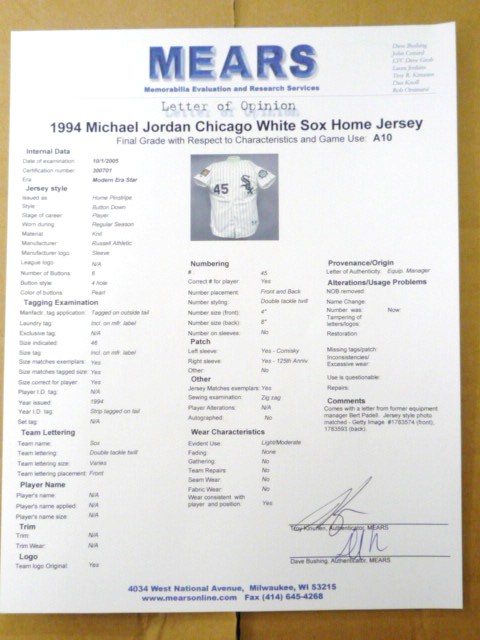 MEARS
Memorabilia Evaluation and Research Services
Dave Bushing
Letter of Opinion
1994 Michael Jordan Chicago White Sox Home Jersey
Final Grade with Respect to Characteristics and Game Use: A10
Internal Data
Date of examination: 10/1/2005
Certification number: 300701
Era Modern Era Star
Jersey style
Issued as Home Pinstripe
Style Button Down
Stage of career: Player
Worn during: Regular Season
Material: Knit
Manufacturer: Russell Athletic
Manufacturer logo: Sleeve
League logo: N/A
Number of Buttons: 6
Button style: 4 hole
Color of buttons: Pearl
Tagging Examination
Manfactr. tag application: Tagged on outside tail
Laundry tag: Incl. on mfr. label
Exclusive tag: N/A
Size indicated: 46
Size tag: Incl. on mfr. label
Size matches exemplars: Yes
Size matches tagged size: Yes
Size correct for player: Yes
Player I.D. tag: N/A
Year issued: 1994
Year I.D. tag: Strip tagged on tail
Set tag: N/A
Team Lettering
Team name: Sox
Team lettering: Double tackle twill
Team lettering size: Varies
Team lettering placement: Front
Player Name
Player's name: N/A
Player's name applied: N/A
Player's name size: N/A
Trim
Trim: N/A
Trim Wear: N/A
Logo
Team logo Original: Yes
45
Sox
Numbering
# 45
Correct # for player: Yes
Number placement: Front and Back
Number styling: Double tackle twill
Number size (front): 4"
Number size (back): 8"
Number on sleeves: No
Patch
Left sleeve: Yes - Comisky
Right sleeve: Yes - 125th Anniv.
Other: No
Other
Jersey Matches exemplars: Yes
Sewing examination: Zig zag
Player Alterations: N/A
Autographed: No
Wear Characteristics
Evident Use: Light/Moderate
Fading: None
Gathering: No
Team Repairs: No
Seam Wear: No
Fabric Wear: No
Wear consistent with
player and position: Yes
Provenance/Origin
Letter of Authenticity: Equip. Manager
Alterations/Usage Problems
NOB removed:
Name Change:
Number was: Now:
Tampering of
letters/logos:
Restoration:
Missing tags/patch:
Inconsistencies/
Excessive wear:
Use is questionable:
Repairs:
Comments
Comes with a letter from former equipment
manager Bert Padell. Jersey style photo
matched - Getty Image #1783574 (front),
1783693 (back).
Troy Kinunen, Authenticator, MEARS
Dave Bushing, Authenticator, MEARS
4034 West National Avenue, Milwaukee, WI 53215
www.mearsonline.com Fax (414) 645-4268